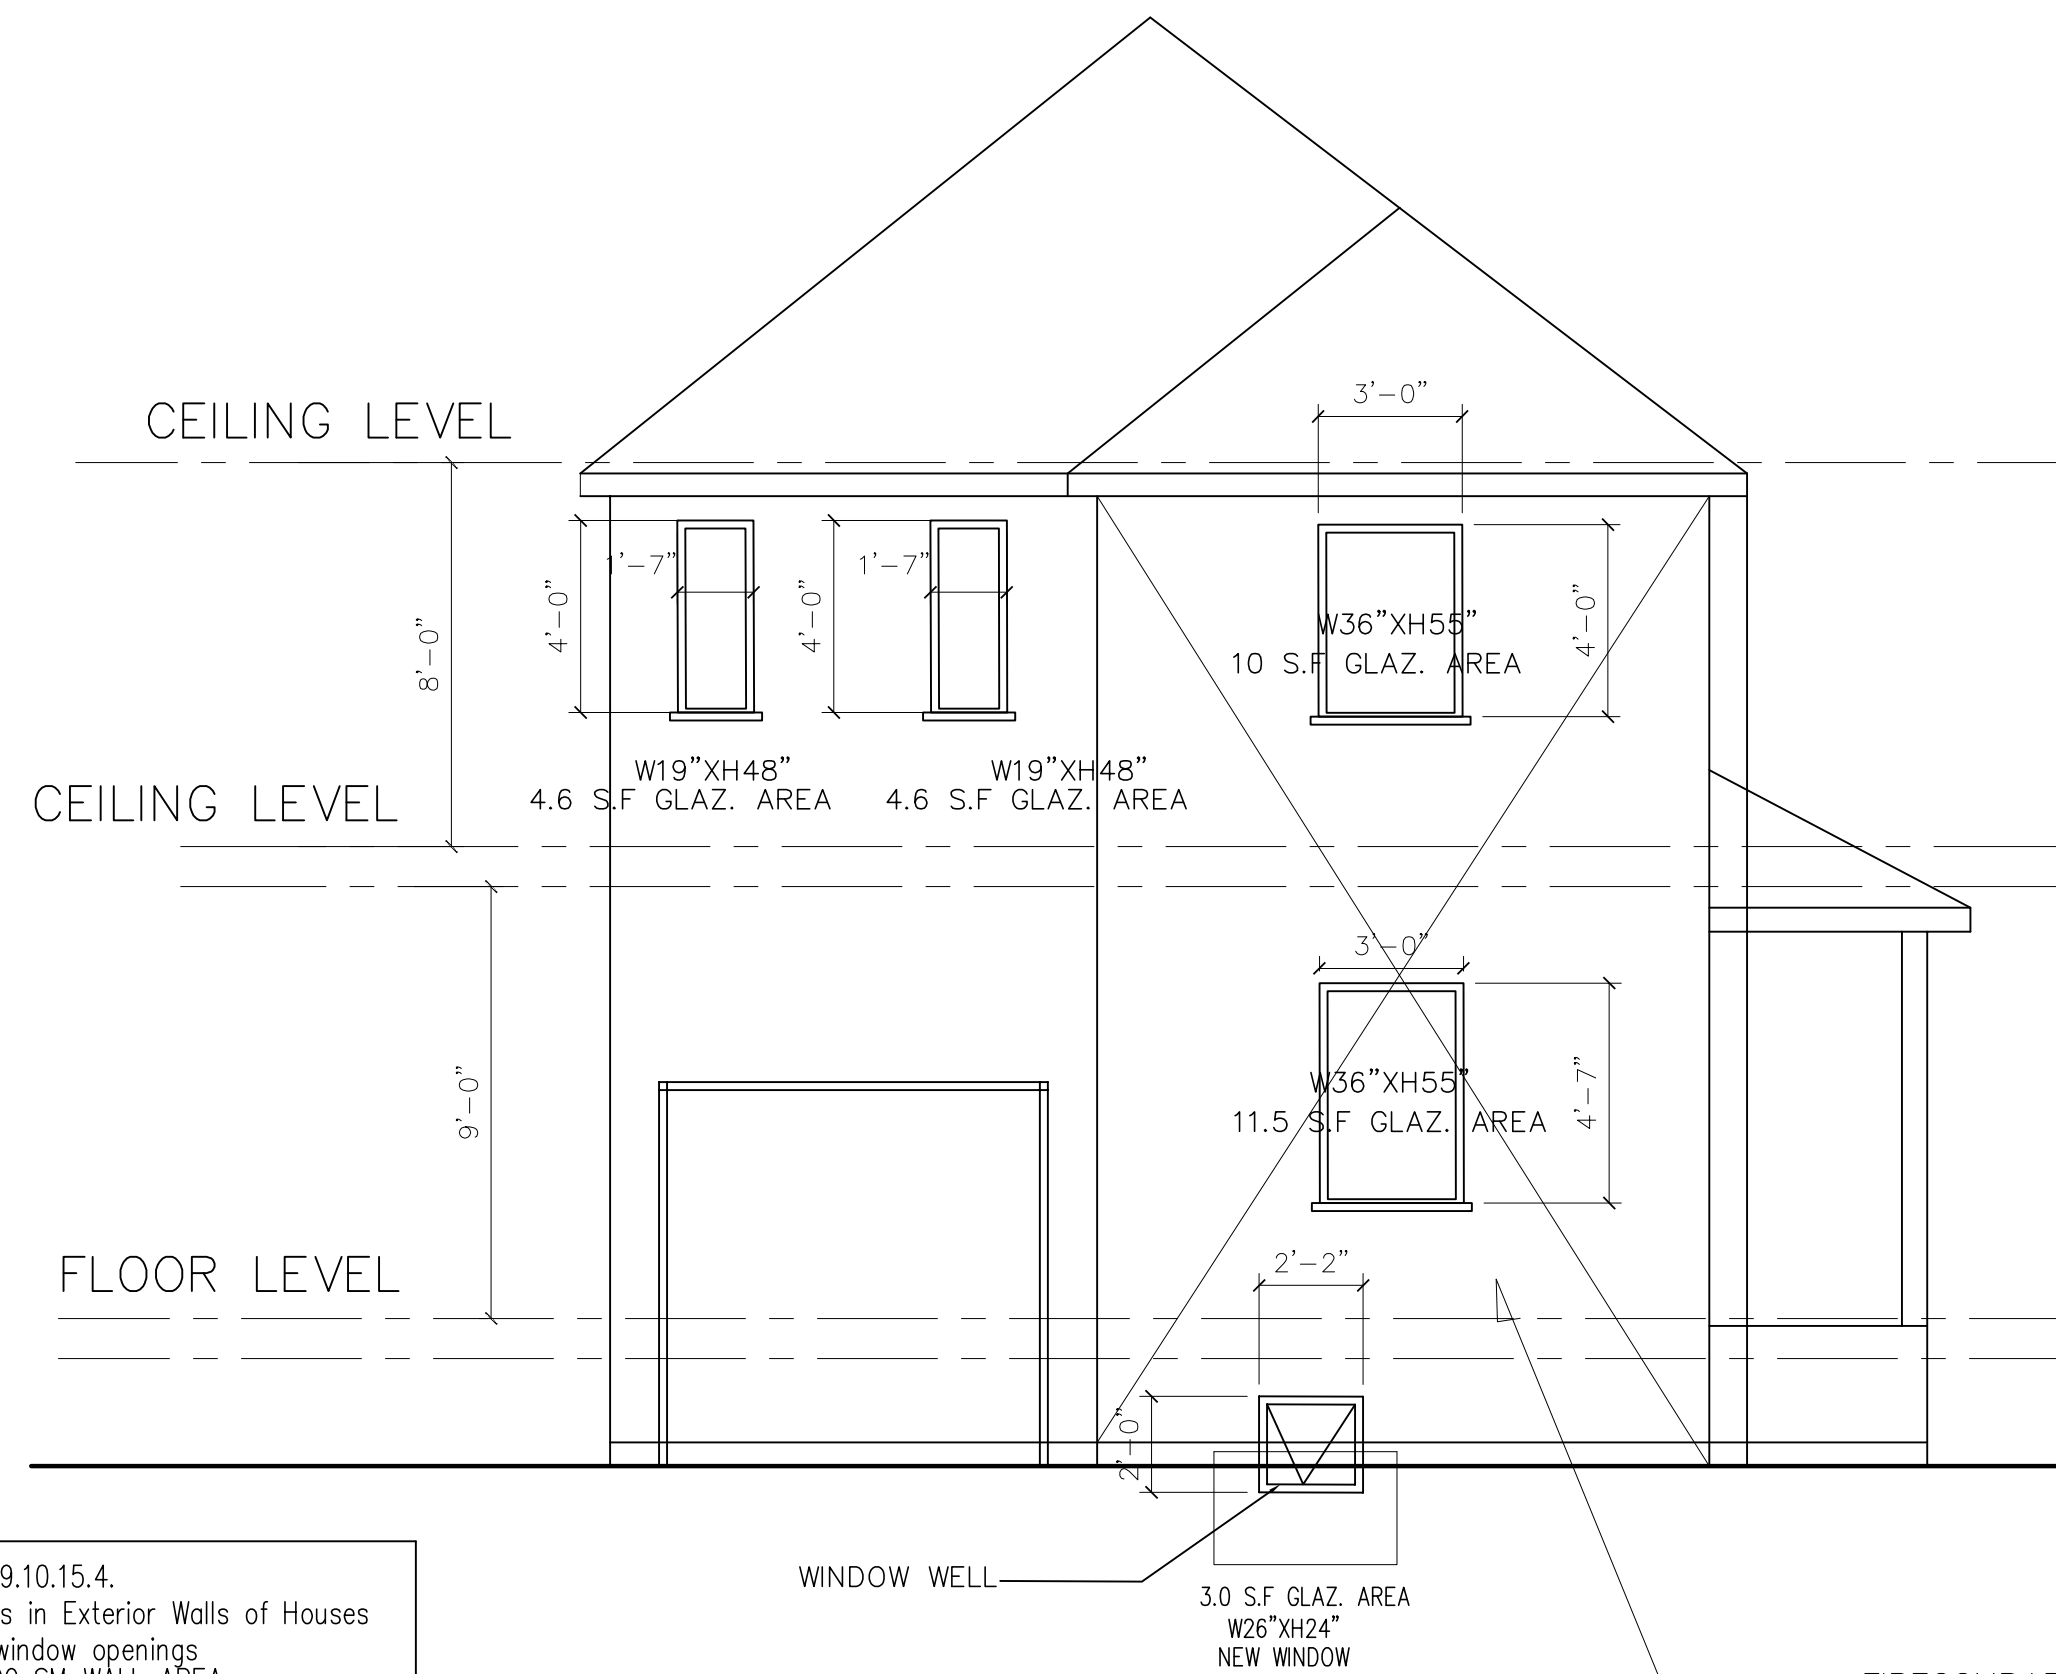 3'-0"
CEILING LEVEL
1'-7"
1'-7"
4'-0"
4'-0"
4'-0"
8'-0"
W36"XH55"
10 S.F GLAZ. AREA
W19"XH48"
4.6 S.F GLAZ. AREA
W19"XH48"
4.6 S.F GLAZ. AREA
CEILING LEVEL
3'-0"
9'-0"
W36"XH55"
11.5 S.F GLAZ. AREA
4'-7"
FLOOR LEVEL
2'-2"
2'-0"
WINDOW WELL
3.0 S.F GLAZ. AREA
W26"XH24"
NEW WINDOW
9.10.15.4.
s in Exterior Walls of Houses
window openings
SM WALL AREA